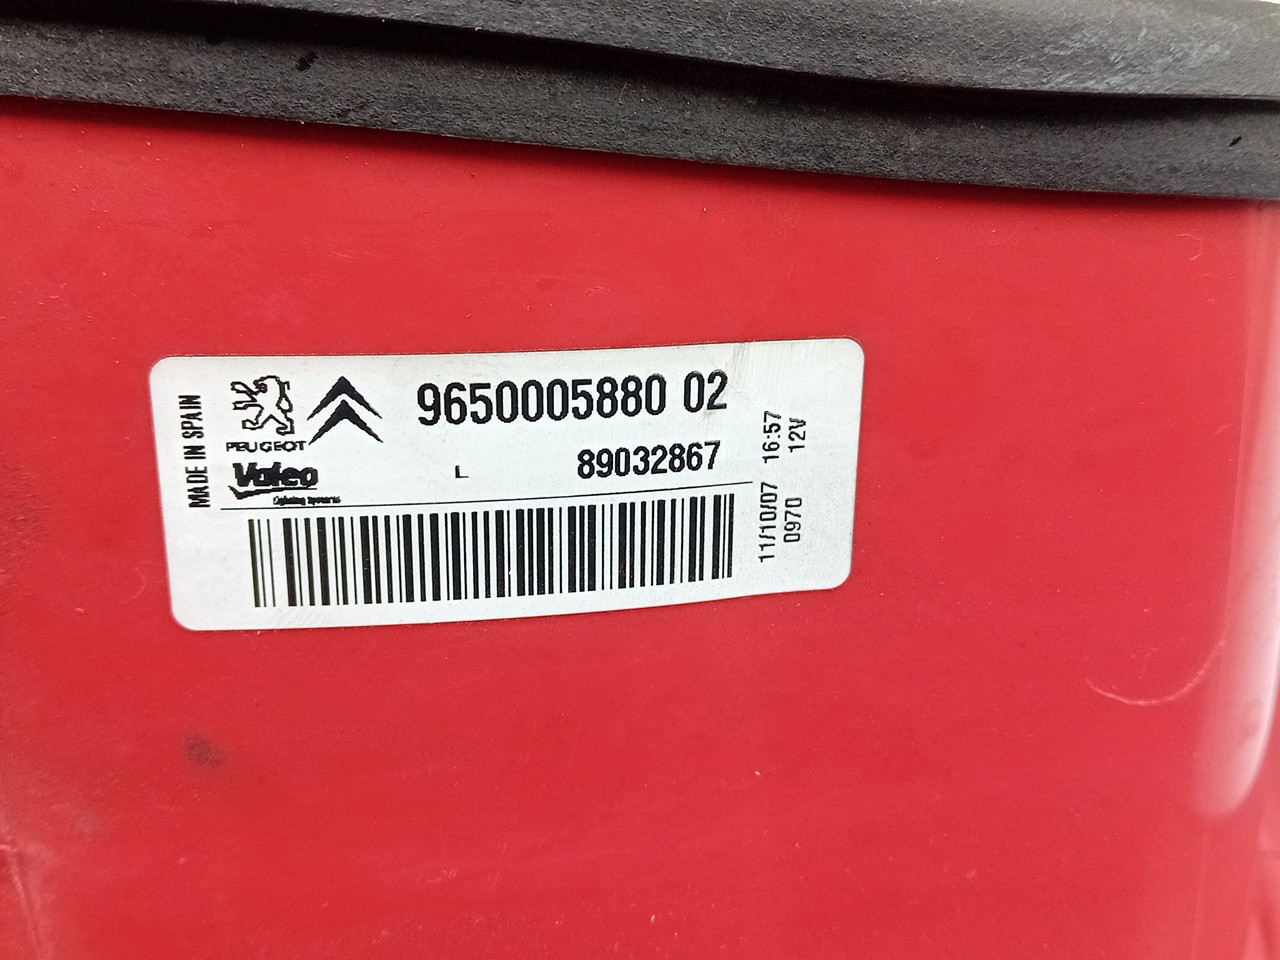 MADE IN SPAIN
PEUGEOT
9650005880 02
Valeo
L
89032867
11/10/07 16:57
0970 12V